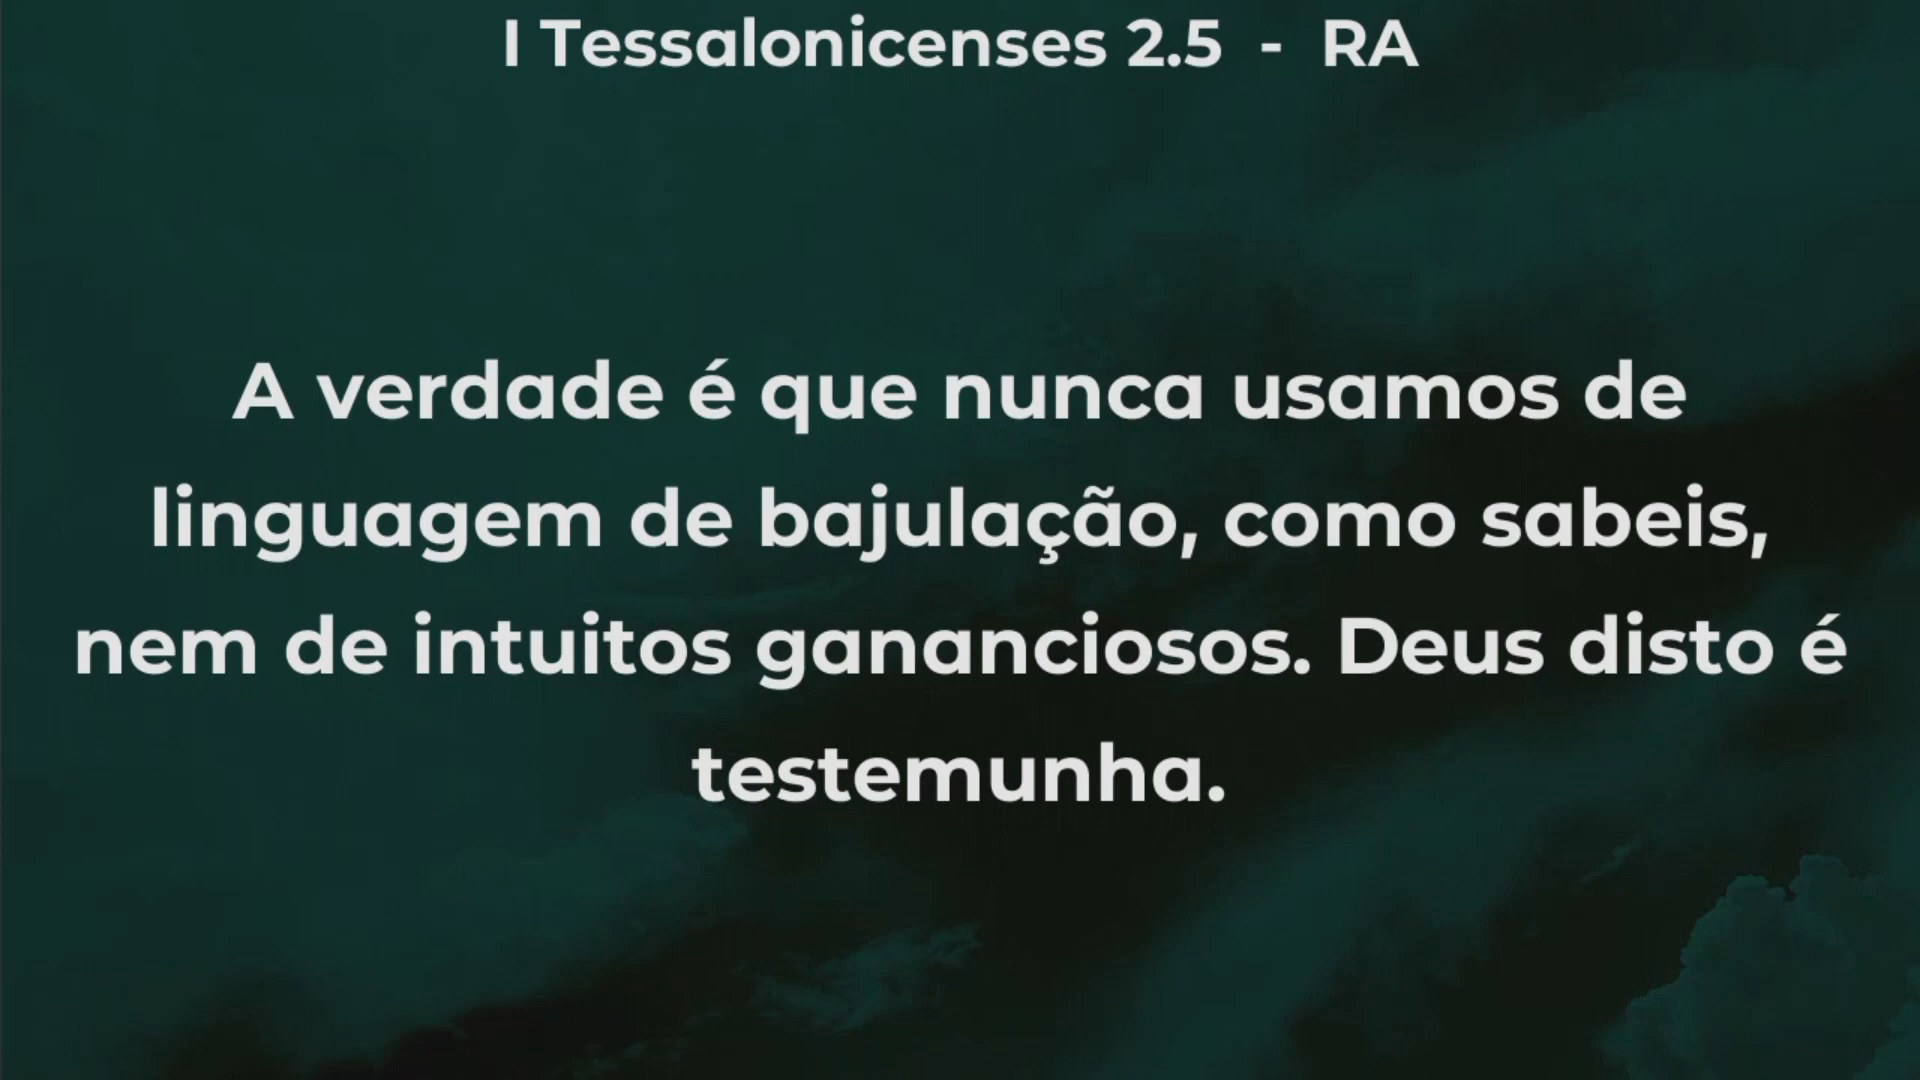 I Tessalonicenses 2.5 - RA
A verdade é que nunca usamos de
linguagem de bajulação, como sabeis,
nem de intuitos gananciosos. Deus disto é
testemunha.